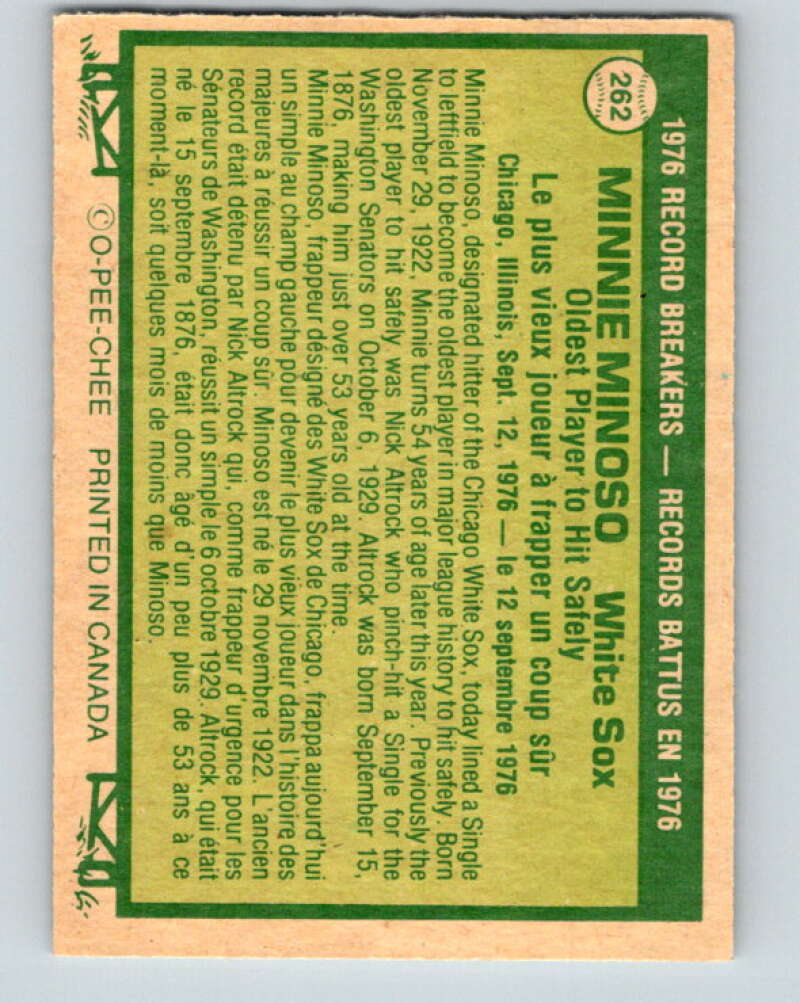 1976 RECORD BREAKERS — RECORDS BATTUS EN 1976
262
MINNIE MINOSO White Sox
Oldest Player to Hit Safely
Le plus vieux joueur à frapper un coup sûr
Chicago, Illinois, Sept. 12, 1976 — le 12 septembre 1976
Minnie Minoso, designated hitter of the Chicago White Sox, today lined a Single
to leftfield to become the oldest player in major league history to hit safely. Born
November 29, 1922, Minnie turns 54 years of age later this year. Previously the
oldest player to hit safely was Nick Altrock who pinch-hit a Single for the
Washington Senators on October 6, 1929. Altrock was born September 15,
1876, making him just over 53 years old at the time.
Minnie Minoso, frappeur désigné des White Sox de Chicago, frappa aujourd'hui
un simple au champ gauche pour devenir le plus vieux joueur dans l'histoire des
majeures à réussir un coup sûr. Minoso est né le 29 novembre 1922. L'ancien
record était détenu par Nick Altrock qui, comme frappeur d'urgence pour les
Sénateurs de Washington, réussit un simple le 6 octobre 1929. Altrock, qui était
né le 15 septembre 1876, était donc âgé d'un peu plus de 53 ans à ce
moment-là, soit quelques mois de moins que Minoso.
©O-PEE-CHEE PRINTED IN CANADA